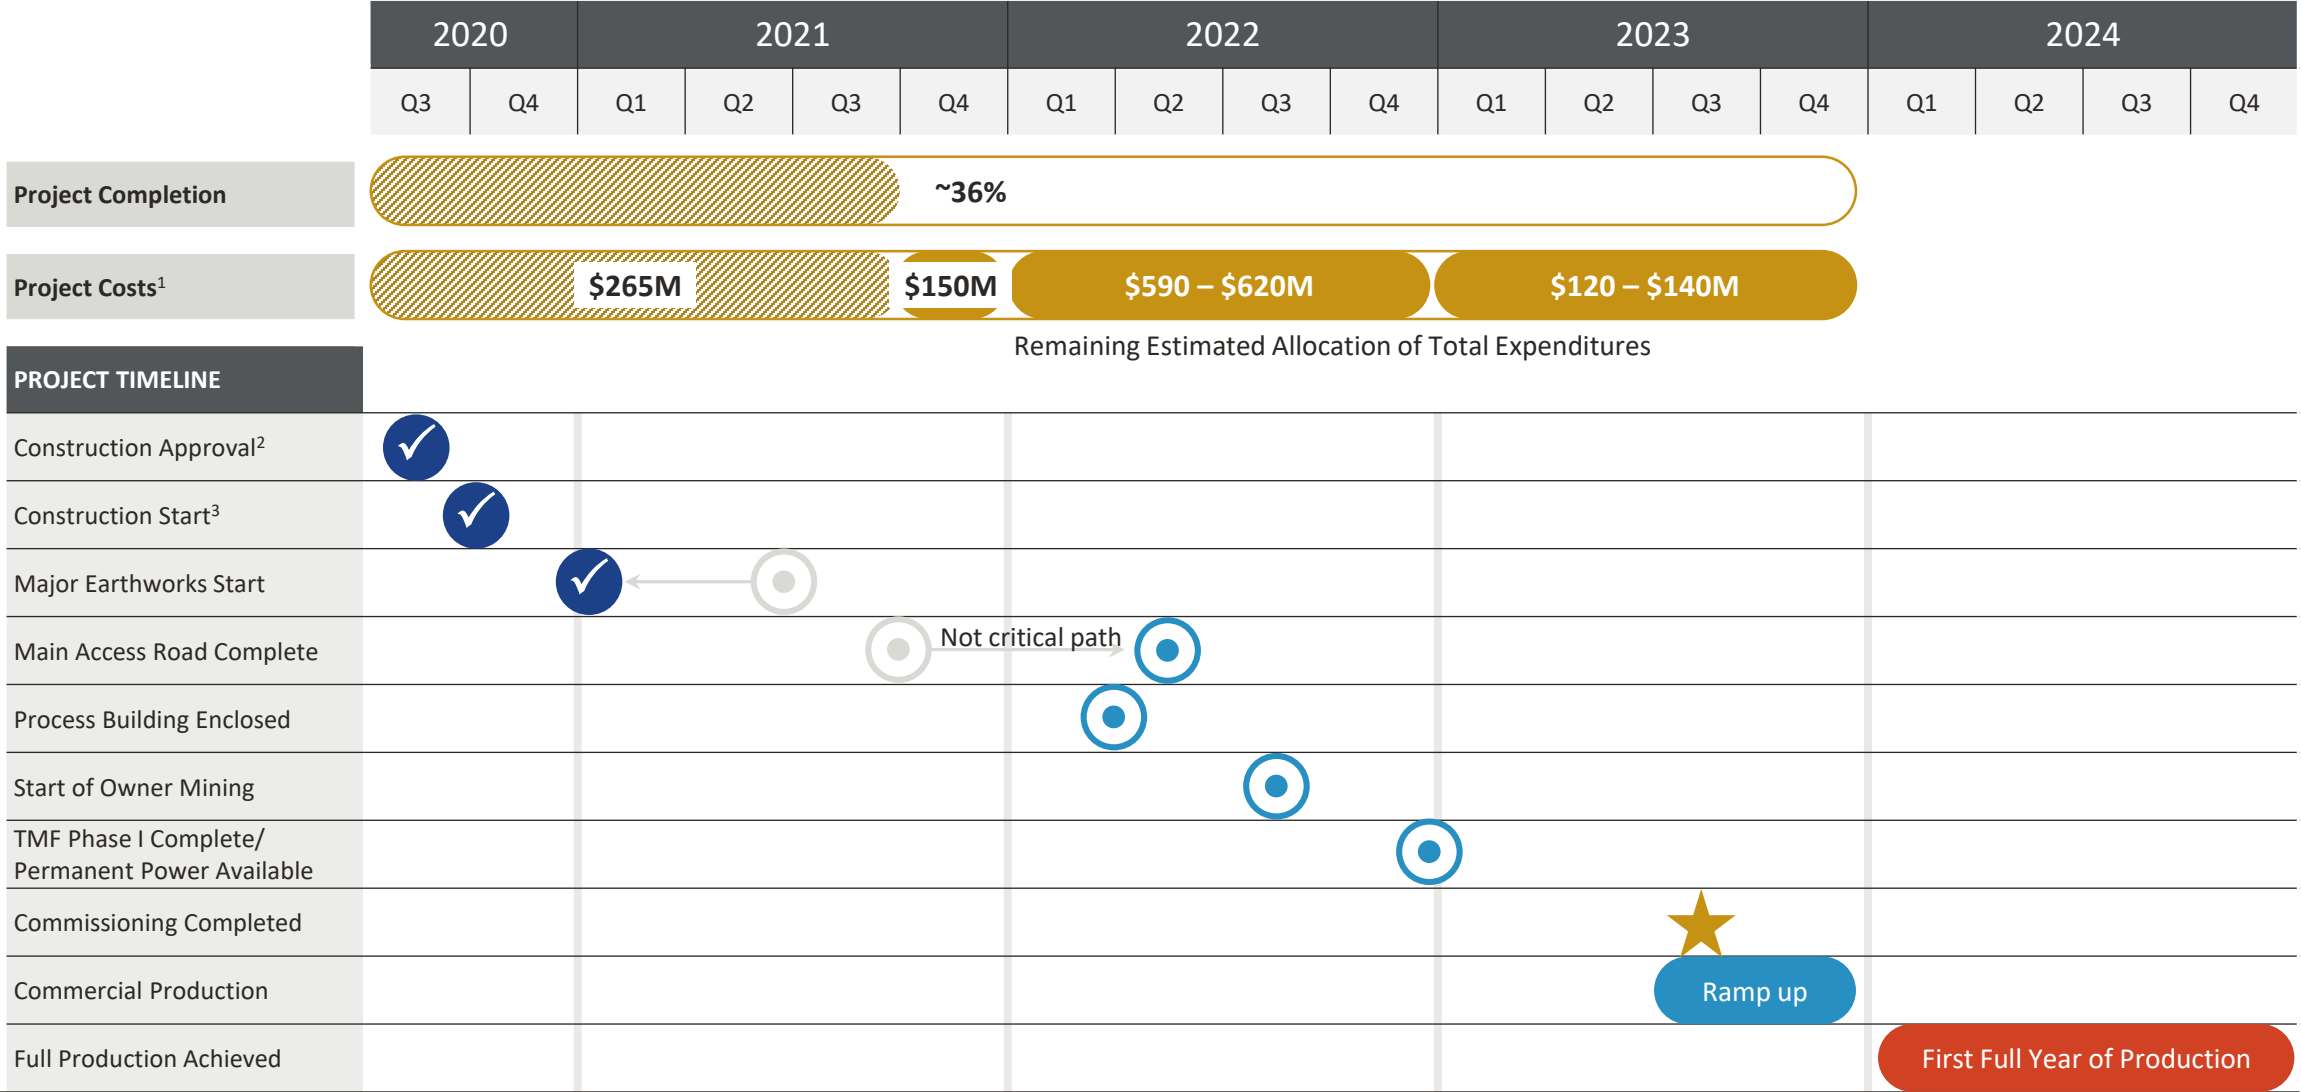 2020 2021 2022 2023 2024
Q3 Q4 Q1 Q2 Q3 Q4 Q1 Q2 Q3 Q4 Q1 Q2 Q3 Q4 Q1 Q2 Q3 Q4
Project Completion ~36%
Project Costs1 $265M $150M $590 – $620M $120 – $140M
Remaining Estimated Allocation of Total Expenditures
PROJECT TIMELINE
Construction Approval2
Construction Start3
Major Earthworks Start
Main Access Road Complete Not critical path
Process Building Enclosed
Start of Owner Mining
TMF Phase I Complete/
Permanent Power Available
Commissioning Completed
Commercial Production Ramp up
Full Production Achieved First Full Year of Production